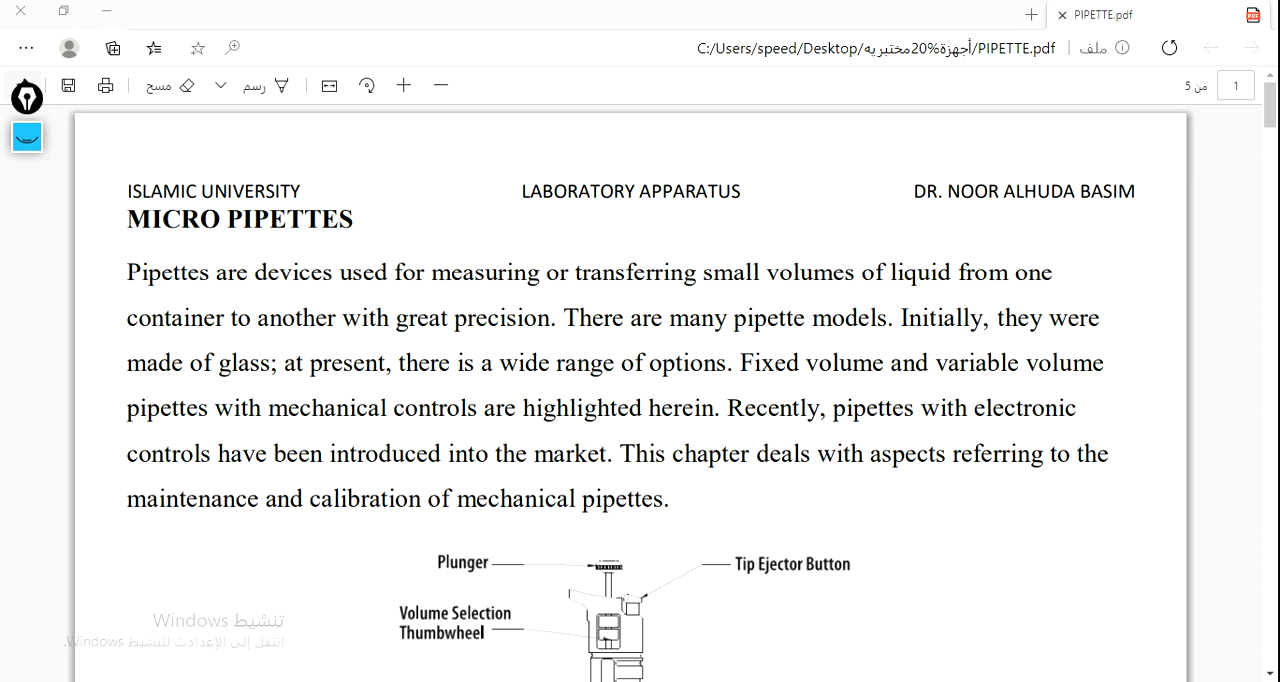 PIPETTE.pdf
C:/Users/speed/Desktop/أجهزة%20مختبريه/PIPETTE.pdf
ملف
مسح
رسم
من 5
1
ISLAMIC UNIVERSITY LABORATORY APPARATUS DR. NOOR ALHUDA BASIM
MICRO PIPETTES
Pipettes are devices used for measuring or transferring small volumes of liquid from one
container to another with great precision. There are many pipette models. Initially, they were
made of glass; at present, there is a wide range of options. Fixed volume and variable volume
pipettes with mechanical controls are highlighted herein. Recently, pipettes with electronic
controls have been introduced into the market. This chapter deals with aspects referring to the
maintenance and calibration of mechanical pipettes.
Plunger
Tip Ejector Button
Volume Selection
Thumbwheel
تنشيط Windows
انتقل إلى الإعدادات لتنشيط Windows.